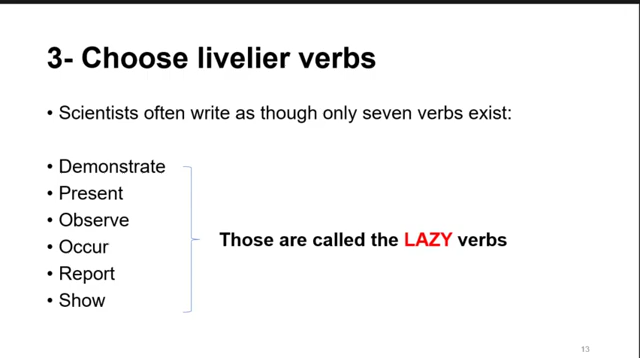 3- Choose livelier verbs
• Scientists often write as though only seven verbs exist:
• Demonstrate
• Present
• Observe
• Occur
• Report
• Show
Those are called the LAZY verbs
13